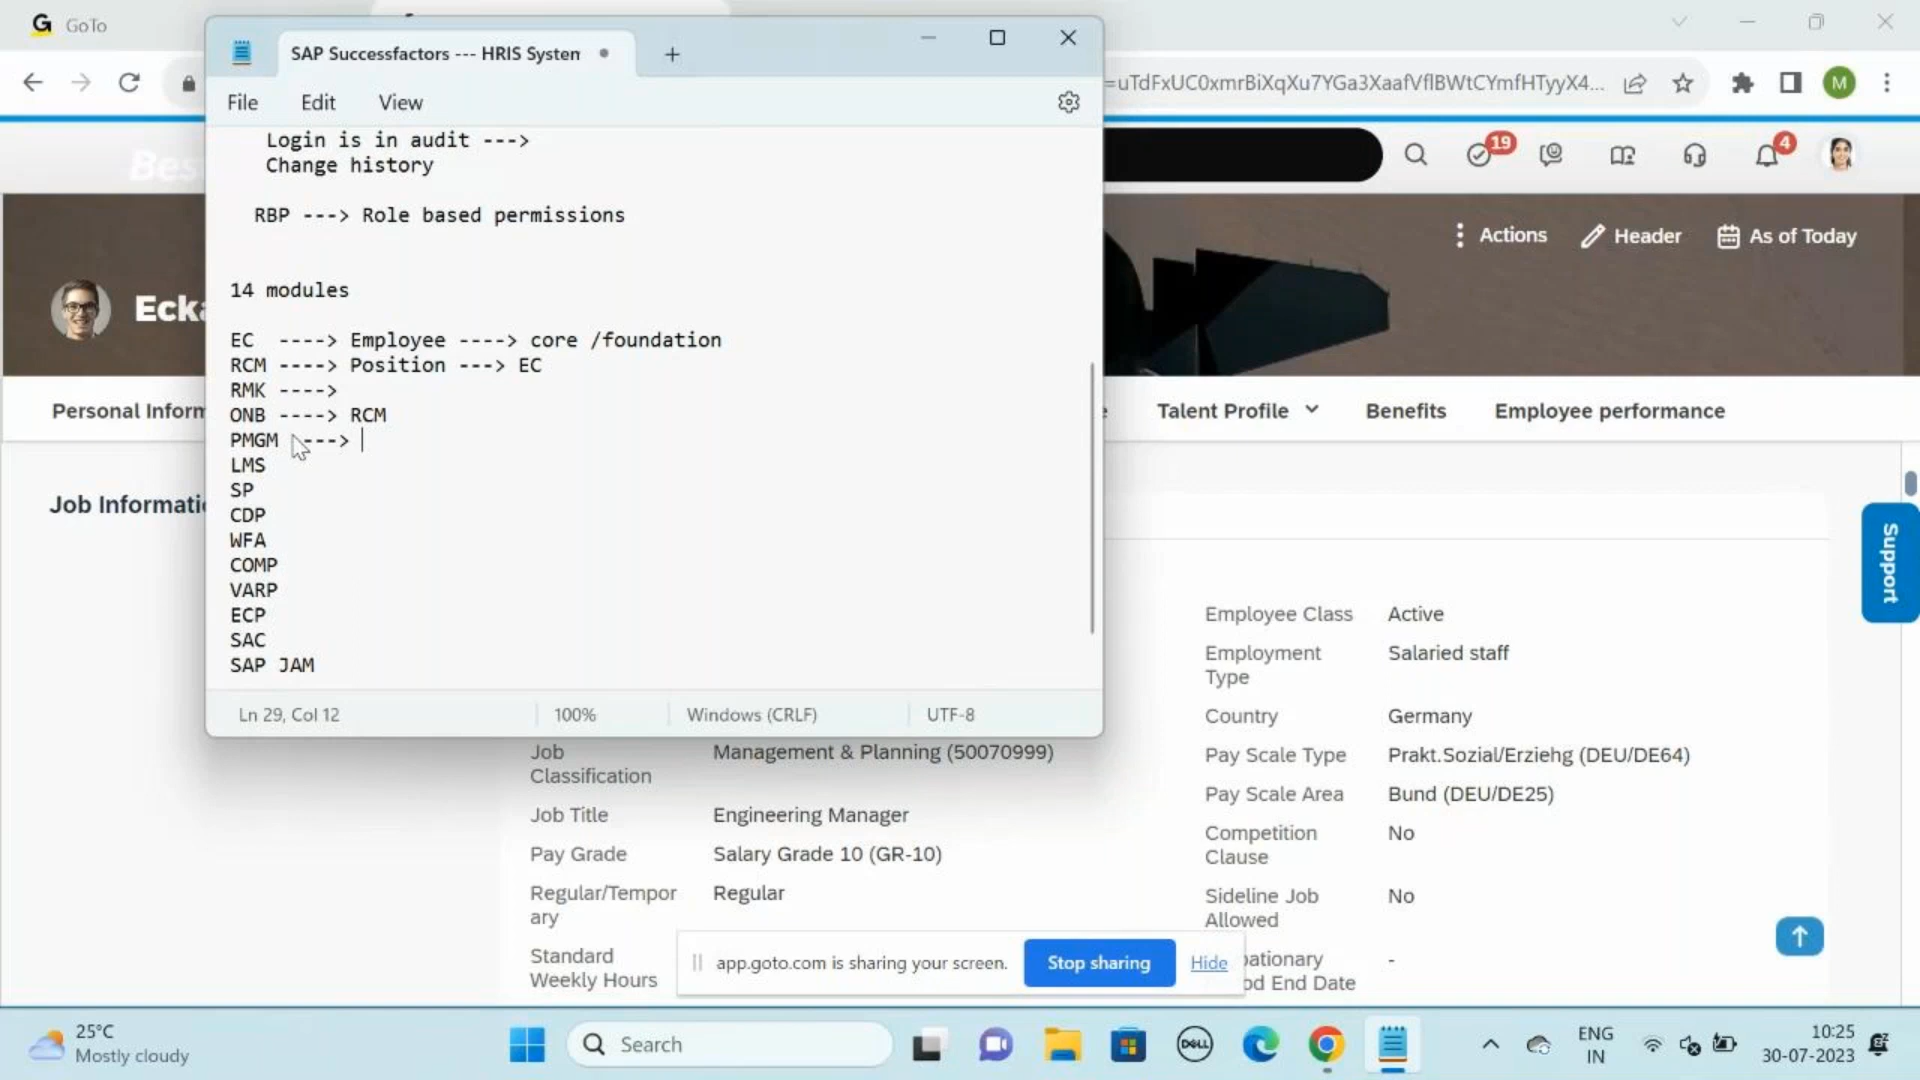 G GoTo
SAP Successfactors --- HRIS System
=uTdFxUC0xmrBiXqXu7YGa3XaafVflBWtCYmfHTyyX4...
M
File Edit View
Login is in audit --->
Change history
RBP ---> Role based permissions
14 modules
EC ----> Employee ----> core /foundation
RCM ----> Position ---> EC
RMK ---->
ONB ----> RCM
PMGM --->
LMS
SP
CDP
WFA
COMP
VARP
ECP
SAC
SAP JAM
Ln 29, Col 12 100% Windows (CRLF) UTF-8
19
4
Actions Header As of Today
Talent Profile Benefits Employee performance
Support
Employee Class Active
Employment Type Salaried staff
Country Germany
Pay Scale Type Prakt.Sozial/Erziehg (DEU/DE64)
Pay Scale Area Bund (DEU/DE25)
Competition Clause No
Sideline Job Allowed No
Job Classification Management & Planning (50070999)
Job Title Engineering Manager
Pay Grade Salary Grade 10 (GR-10)
Regular/Temporary Regular
Standard Weekly Hours
End Date -
app.goto.com is sharing your screen. Stop sharing Hide
25°C
Mostly cloudy
Search
DELL
ENG
IN
10:25
30-07-2023